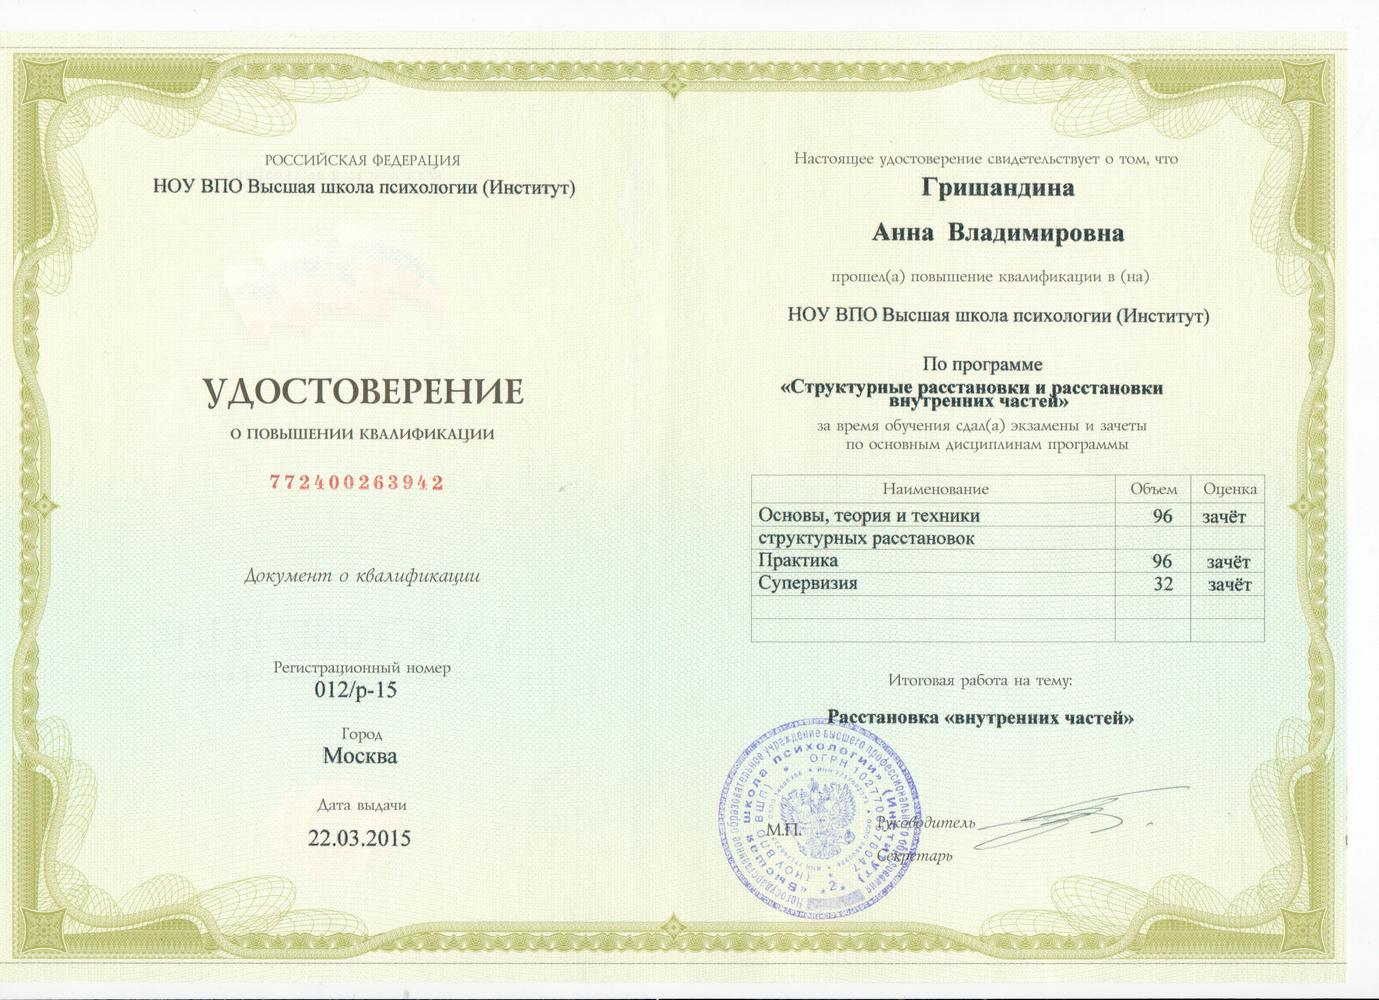 РОССИЙСКАЯ ФЕДЕРАЦИЯ
НОУ ВПО Высшая школа психологии (Институт)
УДОСТОВЕРЕНИЕ
О ПОВЫШЕНИИ КВАЛИФИКАЦИИ
772400263942
Документ о квалификации
Регистрационный номер
012/р-15
Город
Москва
Дата выдачи
22.03.2015
Настоящее удостоверение свидетельствует о том, что
Гришандина
Анна Владимировна
прошел(а) повышение квалификации в (на)
НОУ ВПО Высшая школа психологии (Институт)
По программе
«Структурные расстановки и расстановки
внутренних частей»
за время обучения сдал(а) экзамены и зачеты
по основным дисциплинам программы
Наименование Объем Оценка
Основы, теория и техники 96 зачёт
структурных расстановок
Практика 96 зачёт
Супервизия 32 зачёт
Итоговая работа на тему:
Расстановка «внутренних частей»
М.П.
Руководитель
Секретарь
Негосударственное образовательное учреждение высшего профессионального образования
«Высшая школа психологии» (Институт)
(НОУ ВПО ВШП)
2